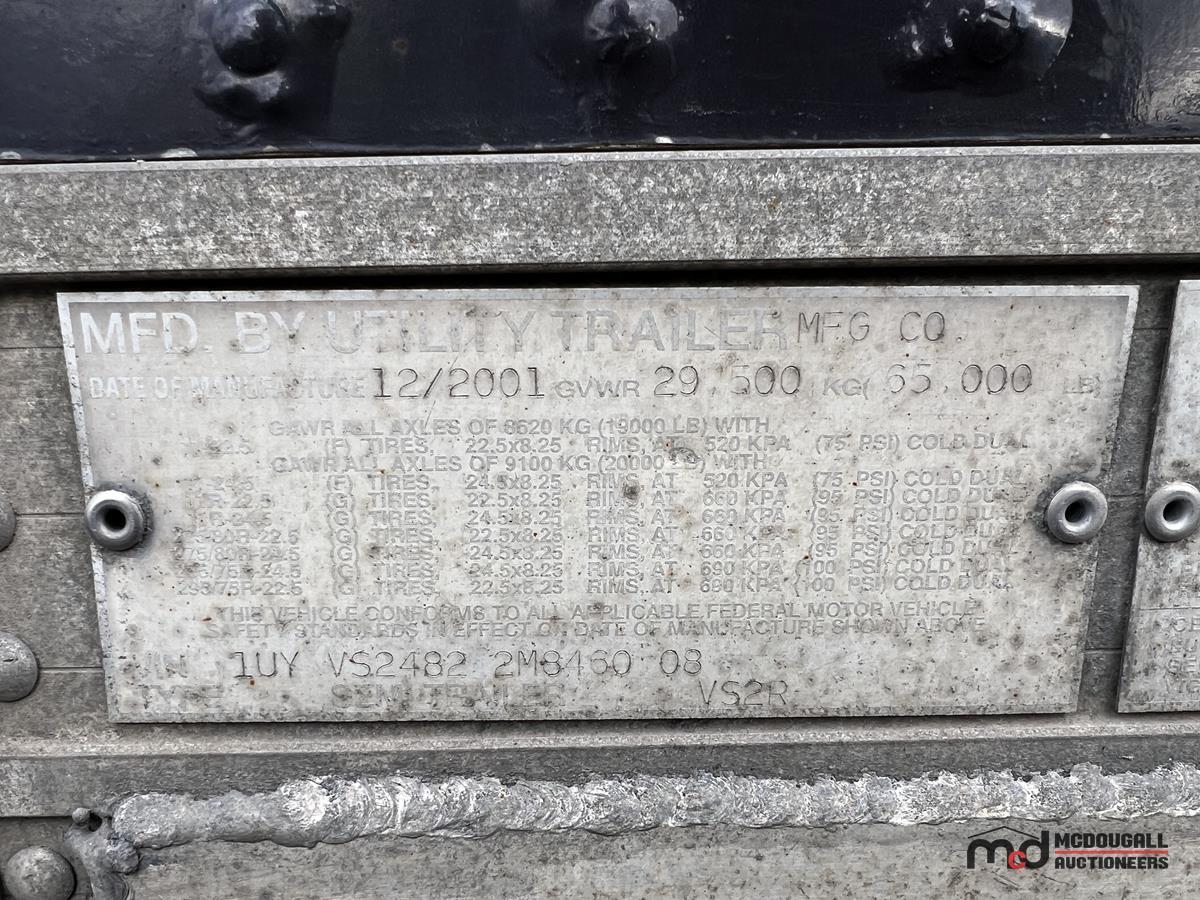 MFD. BY UTILITY TRAILER MFG CO.
DATE OF MANUFACTURE 12/2001 GVWR 29,500 KG( 65,000 LB)
GAWR ALL AXLES OF 8620 KG (19000 LB) WITH
(F) TIRES, 22.5x8.25 RIMS, AT 520 KPA (75 PSI) COLD DUAL
GAWR ALL AXLES OF 9100 KG (20000 LB) WITH
(F) TIRES, 24.5x8.25 RIMS, AT 520 KPA (75 PSI) COLD DUAL
(G) TIRES, 22.5x8.25 RIMS, AT 660 KPA (95 PSI) COLD DUAL
(G) TIRES, 24.5x8.25 RIMS, AT 660 KPA (95 PSI) COLD DUAL
(G) TIRES, 22.5x8.25 RIMS, AT 660 KPA (95 PSI) COLD DUAL
(G) TIRES, 24.5x8.25 RIMS, AT 660 KPA (95 PSI) COLD DUAL
(G) TIRES, 24.5x8.25 RIMS, AT 690 KPA (100 PSI) COLD DUAL
295/75R-22.5 (G) TIRES, 22.5x8.25 RIMS, AT 690 KPA (100 PSI) COLD DUAL
THIS VEHICLE CONFORMS TO ALL APPLICABLE FEDERAL MOTOR VEHICLE
SAFETY STANDARDS IN EFFECT ON DATE OF MANUFACTURE SHOWN ABOVE
VIN 1UY VS2482 2M8460 08
TYPE SEMI-TRAILER VS2R
mcd MCDOUGALL
AUCTIONEERS